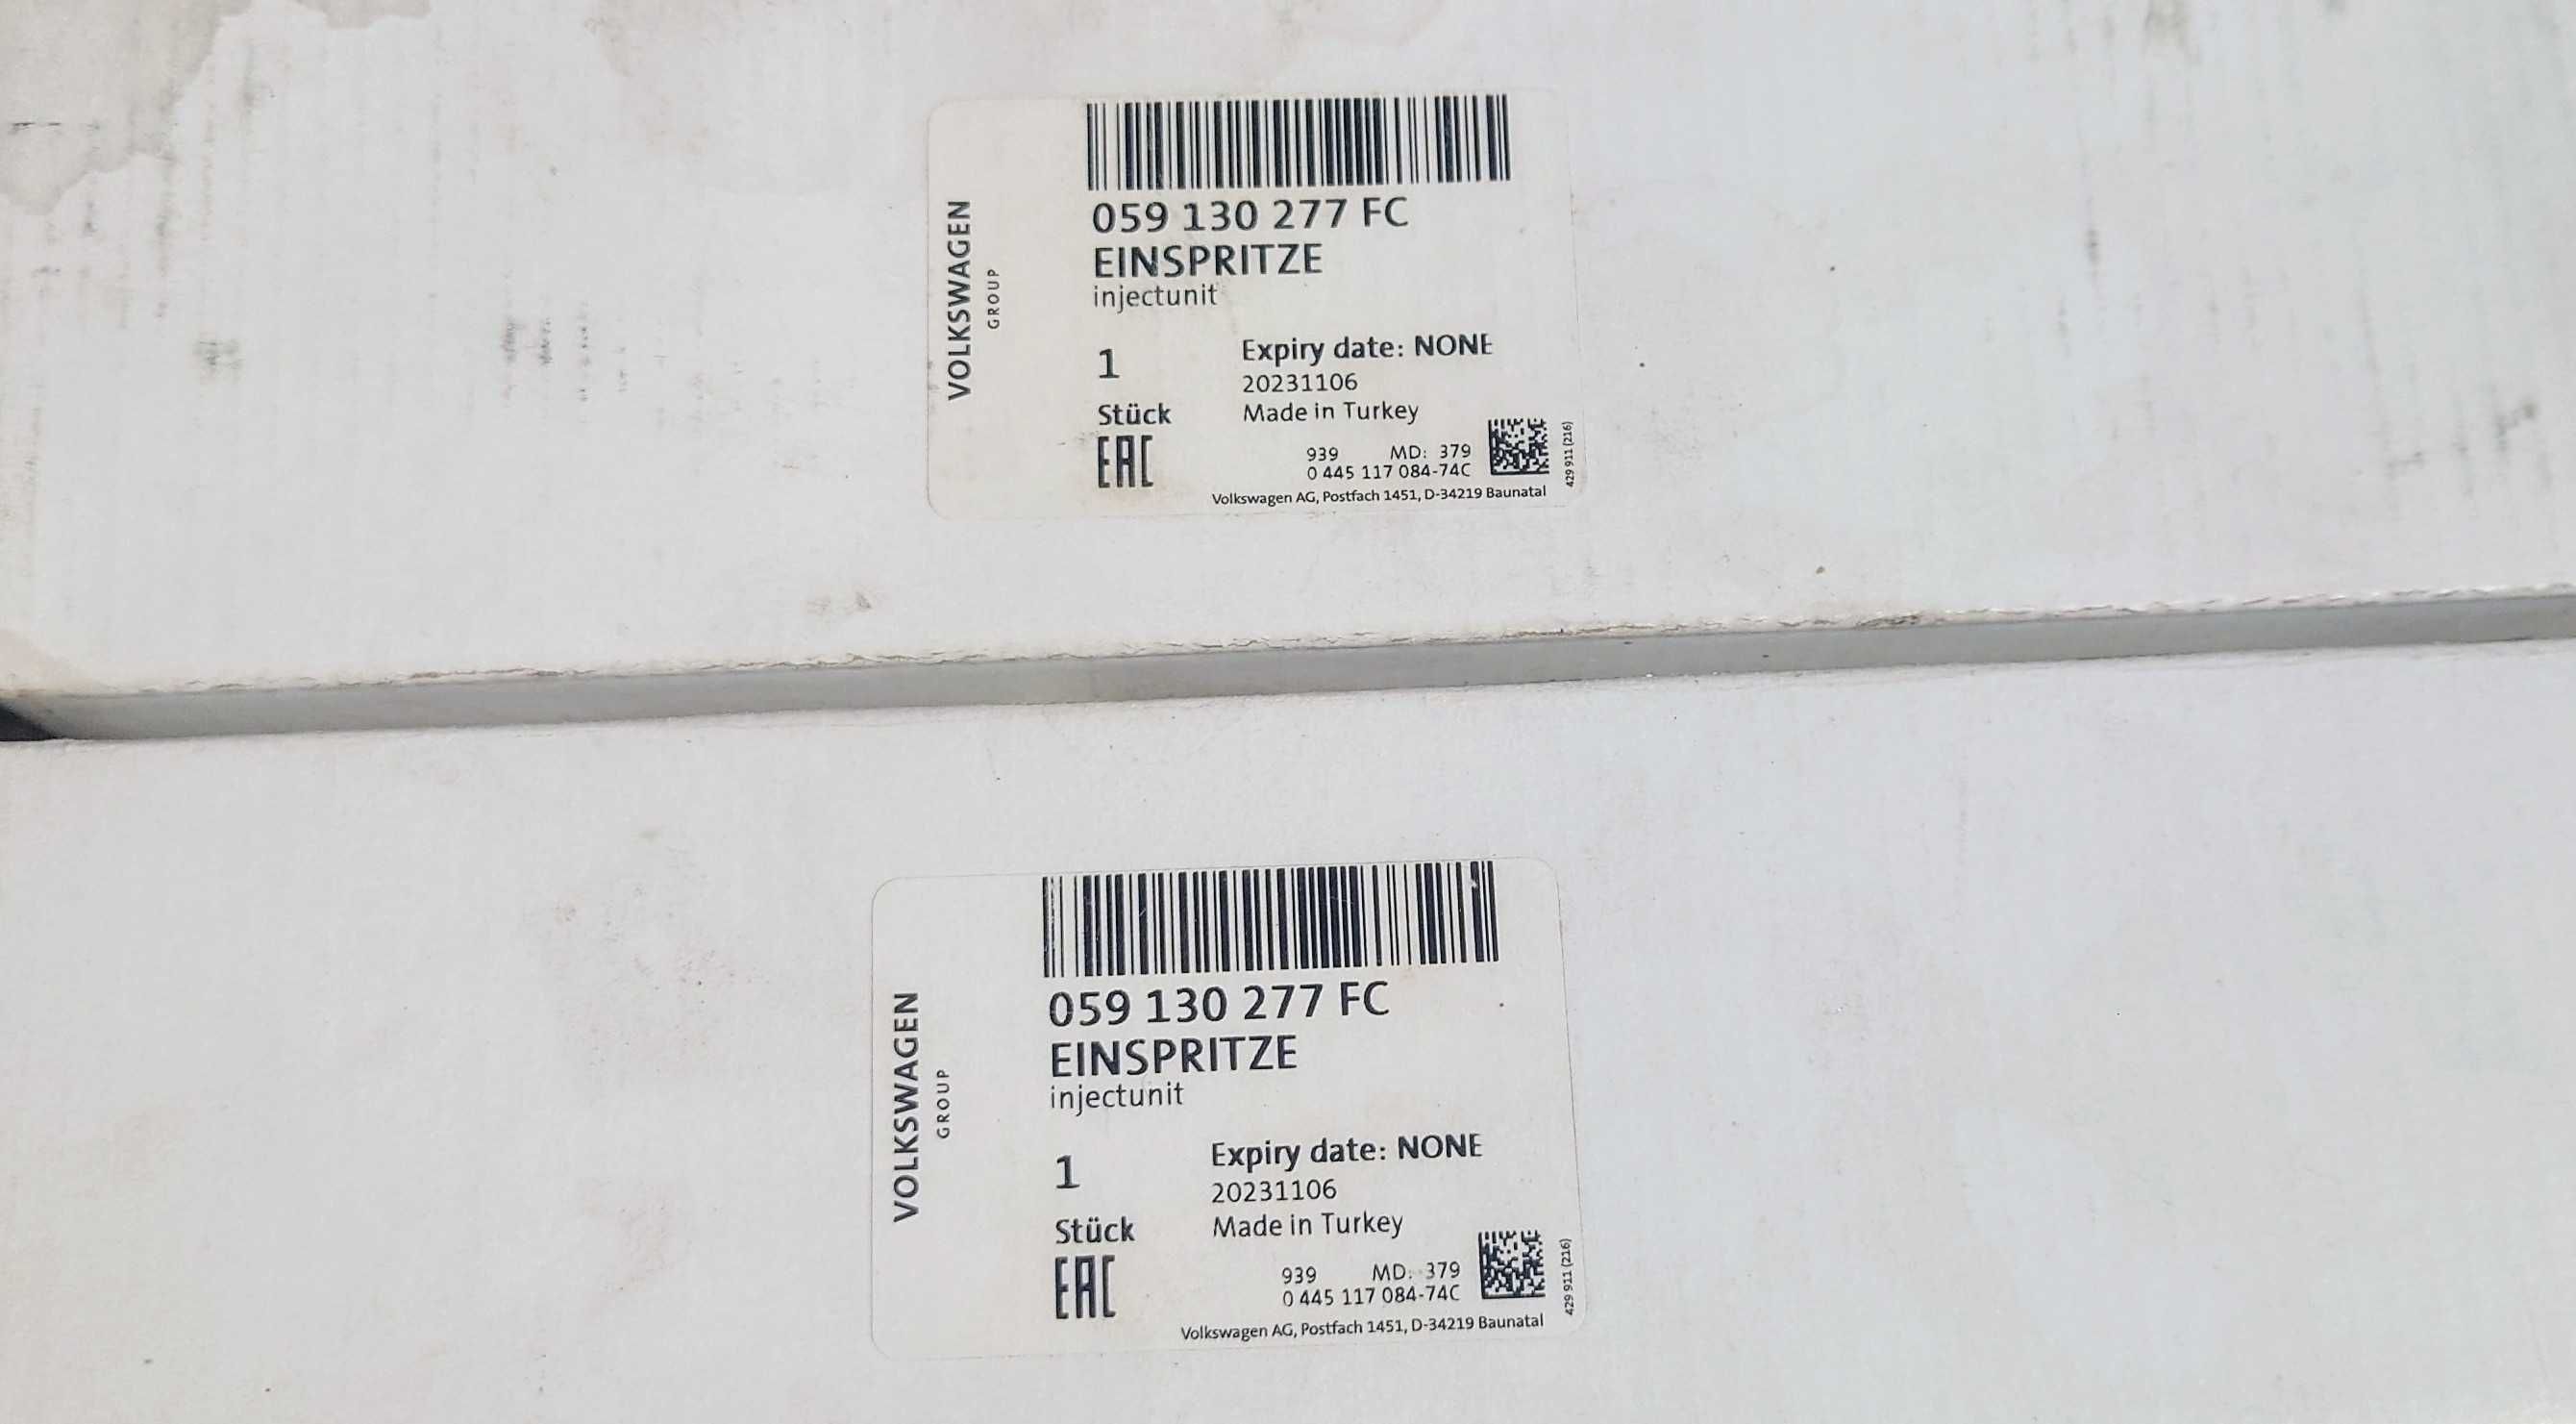 VOLKSWAGEN
GROUP
059 130 277 FC
EINSPRITZE
injectunit
1
Stück
Expiry date: NONE
20231106
Made in Turkey
EAC
939 MD: 379
0 445 117 084-74C
Volkswagen AG, Postfach 1451, D-34219 Baunatal
429 911 (216)
VOLKSWAGEN
GROUP
059 130 277 FC
EINSPRITZE
injectunit
1
Stück
Expiry date: NONE
20231106
Made in Turkey
EAC
939 MD: 379
0 445 117 084-74C
Volkswagen AG, Postfach 1451, D-34219 Baunatal
429 911 (216)